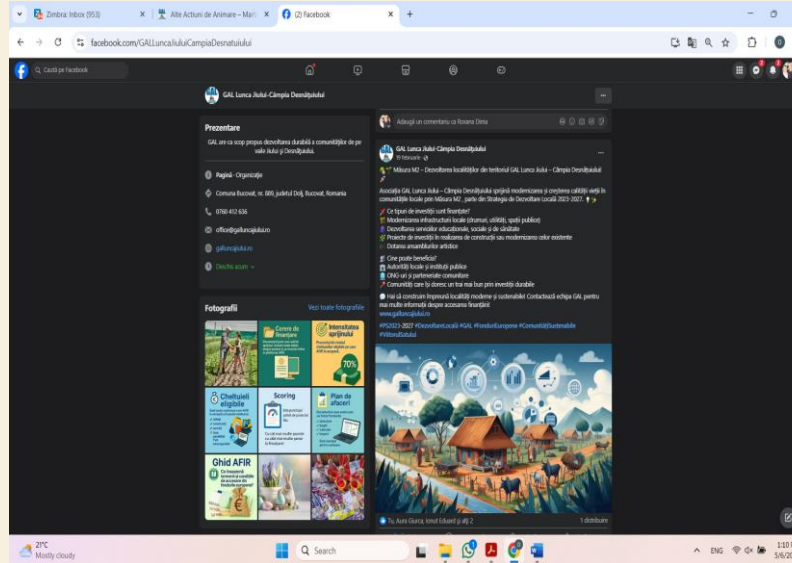 Zimbra: Inbox (953)
Alte Actiuni de Animare – Mari
(2) Facebook
facebook.com/GALLuncaJiuluiCampiaDesnatuiului
Caută pe Facebook
GAL Lunca Jiului-Câmpia Desnățuiului
Prezentare
GAL are ca scop propus dezvoltarea durabilă a comunităților de pe
vale Jiului și Desnățuiului.
Pagină · Organizație
Comuna Bucovat, nr. 889, județul Dolj, Bucovat, Romania
0760 412 636
office@galluncajiului.ro
galluncajiului.ro
Deschis acum
Fotografii
Vezi toate fotografiile
Cerere de
finanțare
Intensitatea
sprijinului
70%
Cheltuieli
eligibile
Scoring
Plan de
afaceri
Ghid AFIR
Adaugă un comentariu ca Roxana Dima
GAL Lunca Jiului-Câmpia Desnățuiului
19 februarie
Măsura M2 – Dezvoltarea localităților din teritoriul GAL Lunca Jiului – Câmpia Desnățuiului
Asociația GAL Lunca Jiului – Câmpia Desnățuiului sprijină modernizarea și creșterea calității vieții în
comunitățile locale prin Măsura M2, parte din Strategia de Dezvoltare Locală 2023-2027.
Ce tipuri de investiții sunt finanțate?
Modernizarea infrastructurii locale (drumuri, utilități, spații publice)
Dezvoltarea serviciilor educaționale, sociale și de sănătate
Proiecte de investiții în realizarea de construcții sau modernizarea celor existente
Dotarea ansamblurilor artistice
Cine poate beneficia?
Autorități locale și instituții publice
ONG-uri și parteneriate comunitare
Comunități care își doresc un trai mai bun prin investiții durabile
Hai să construim împreună localități moderne și sustenabile! Contactează echipa GAL pentru
mai multe informații despre accesarea finanțării!
www.galluncajiului.ro
#PS2023-2027 #DezvoltareLocală #GAL #FonduriEuropene #ComunitățiSustenabile
#ViitorulSatului
Tu, Aura Giurca, Ionut Eduard și alți 2
1 distribuire
21°C
Mostly cloudy
Search
ENG
1:10
5/6/20